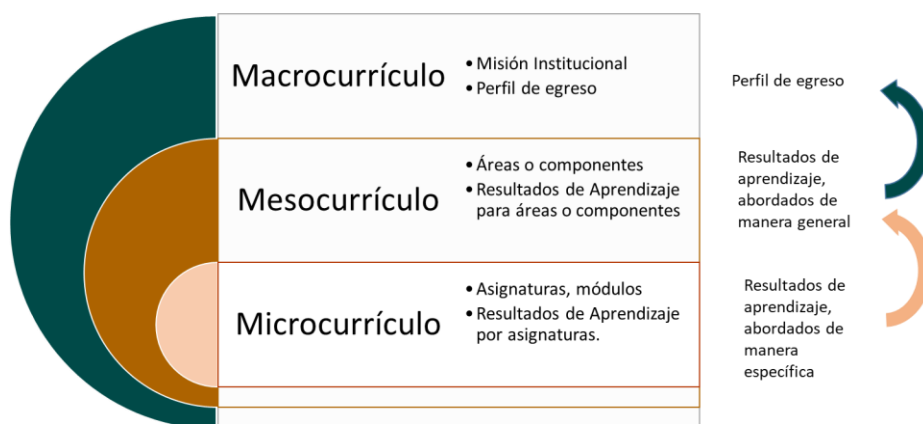 Macrocurrículo
• Misión Institucional
• Perfil de egreso
Perfil de egreso
Mesocurrículo
• Áreas o componentes
• Resultados de Aprendizaje
para áreas o componentes
Resultados de
aprendizaje,
abordados de
manera general
Microcurrículo
• Asignaturas, módulos
• Resultados de Aprendizaje
por asignaturas.
Resultados de
aprendizaje,
abordados de
manera
específica